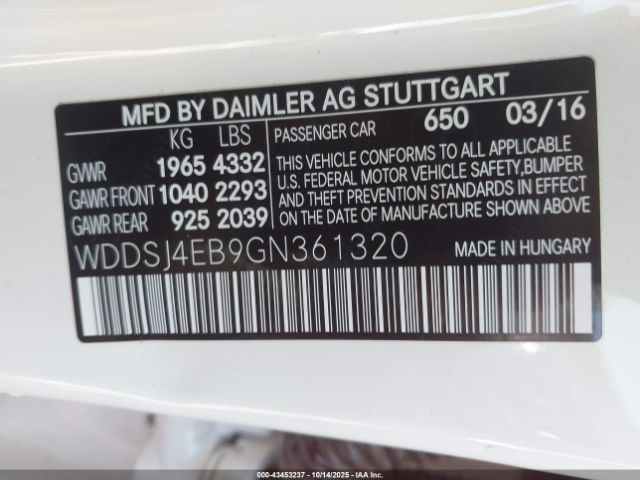 MFD BY DAIMLER AG STUTTGART
KG LBS
GVWR 1965 4332
GAWR FRONT 1040 2293
GAWR REAR 925 2039
PASSENGER CAR 650 03/16
THIS VEHICLE CONFORMS TO ALL APPLICABLE
U.S. FEDERAL MOTOR VEHICLE SAFETY,BUMPER
AND THEFT PREVENTION STANDARDS IN EFFECT
ON THE DATE OF MANUFACTURE SHOWN ABOVE.
WDDSJ4EB9GN361320 MADE IN HUNGARY
000-43453237 - 10/14/2025 - IAA Inc.